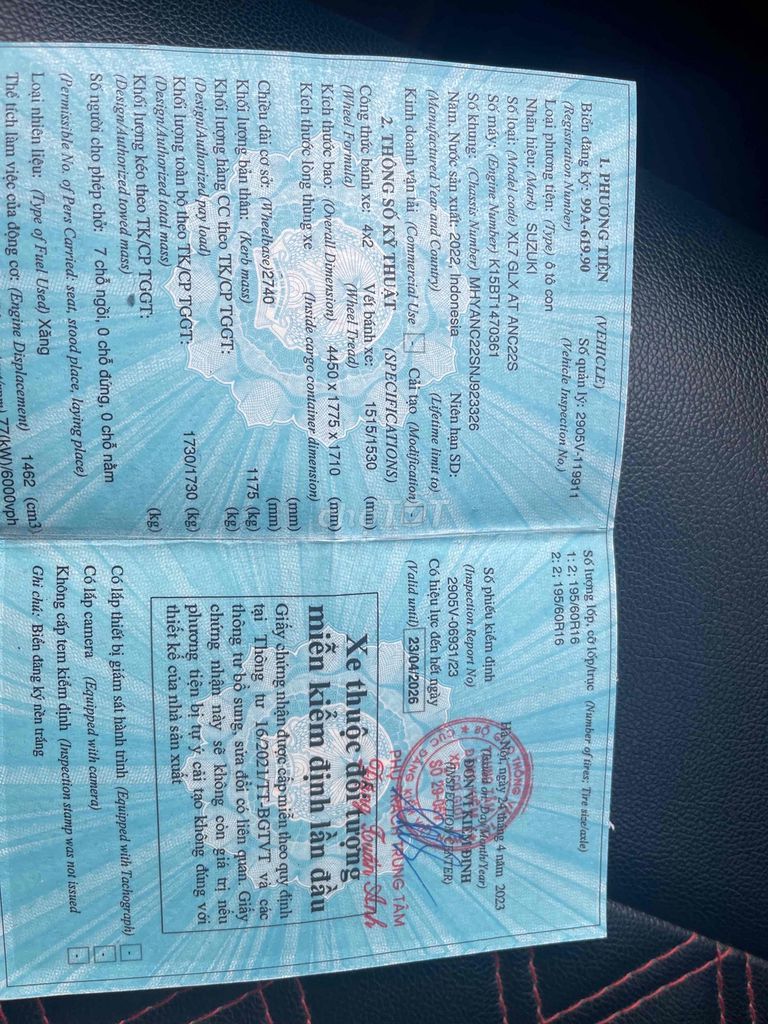 1. PHƯƠNG TIỆN (VEHICLE)
Biển đăng ký: 99A-619.90 Số quản lý: 2905V-119911
(Registration Number) (Vehicle Inspection No.)
Loại phương tiện: (Type) ô tô con
Nhãn hiệu: (Mark) SUZUKI
Số loại: (Model code) XL7 GLX AT ANC22S
Số máy: (Engine Number) K15BT1470361
Số khung: (Chassis Number) MHYANC22SNJ923326
Năm, Nước sản xuất: 2022, Indonesia Niên hạn SD:
(Manufactured Year and Country) (Lifetime limit to)
Kinh doanh vận tải (Commercial Use) - Cải tạo (Modification) -
2. THÔNG SỐ KỸ THUẬT (SPECIFICATIONS)
Công thức bánh xe: 4x2 Vết bánh xe: 1515/1530 (mm)
(Wheel Formula) (Wheel Tread)
Kích thước bao: (Overall Dimension) 4450 x 1775 x 1710 (mm)
Kích thước lòng thùng xe (Inside cargo container dimension)
(mm)
Chiều dài cơ sở: (Wheelbase) 2740 (mm)
Khối lượng bản thân: (Kerb mass) 1175 (kg)
Khối lượng hàng CC theo TK/CP TGGT: (kg)
(Design/Authorized pay load)
Khối lượng toàn bộ theo TK/CP TGGT: 1730/1730 (kg)
(Design/Authorized total mass)
Khối lượng kéo theo TK/CP TGGT: (kg)
(Design/Authorized towed mass)
Số người cho phép chở: 7 chỗ ngồi, 0 chỗ đứng, 0 chỗ nằm
(Permissible No. of Pers Carried: seat, stood place, laying place)
Loại nhiên liệu: (Type of Fuel Used) Xăng
Thể tích làm việc của động cơ: (Engine Displacement) 1462 (cm3)
77(kW)/6000vph
Số lượng lốp, cỡ lốp/trục (Number of tires; Tire size/axle)
1: 2; 195/60R16
2: 2; 195/60R16
Số phiếu kiểm định
(Inspection Report No)
2905V-06931/23
Có hiệu lực đến hết ngày
(Valid until) 23/04/2026
Hà Nội, ngày 24 tháng 4 năm 2023
ĐƠN VỊ KIỂM ĐỊNH
PHỤ TRÁCH TRUNG TÂM
Tuấn Anh
Xe thuộc đối tượng
miễn kiểm định lần đầu
Giấy chứng nhận được cấp miễn theo quy định
tại Thông tư 16/2021/TT-BGTVT và các
thông tư bổ sung, sửa đổi có liên quan. Giấy
chứng nhận này sẽ không còn giá trị nếu
phương tiện bị tự ý cải tạo không đúng với
thiết kế của nhà sản xuất
Có lắp thiết bị giám sát hành trình (Equipped with Tachograph) -
Có lắp camera (Equipped with camera) -
Không cấp tem kiểm định (Inspection stamp was not issued -
Ghi chú: Biển đăng ký nền trắng